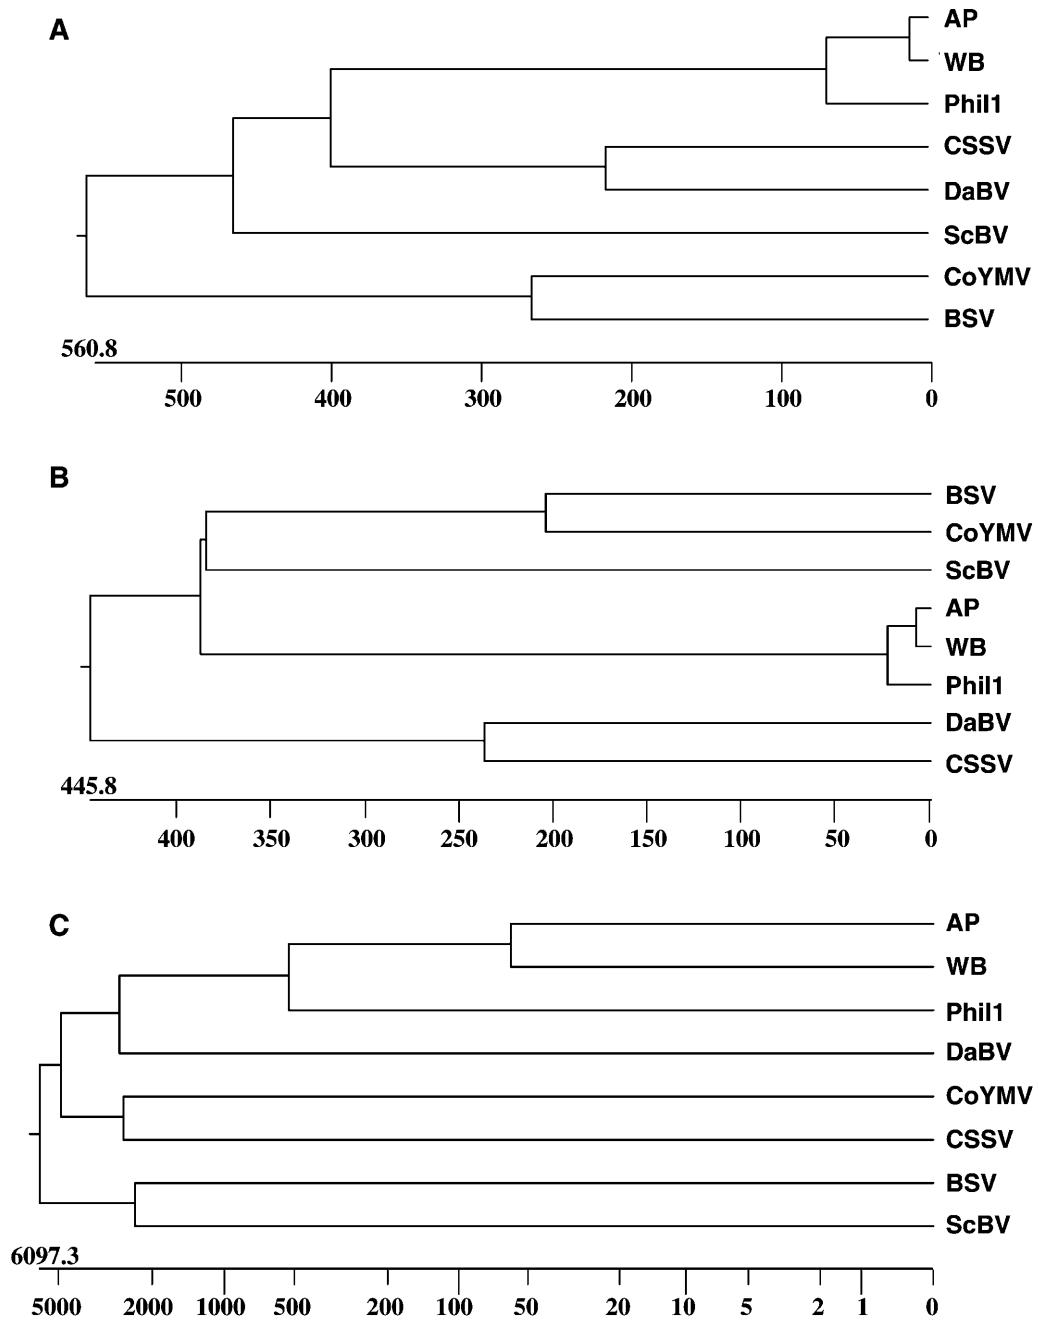 A
AP
WB
Phil1
CSSV
DaBV
ScBV
CoYMV
BSV
560.8
500 400 300 200 100 0
B
BSV
CoYMV
ScBV
AP
WB
Phil1
DaBV
CSSV
445.8
400 350 300 250 200 150 100 50 0
C
AP
WB
Phil1
DaBV
CoYMV
CSSV
BSV
ScBV
6097.3
5000 2000 1000 500 200 100 50 20 10 5 2 1 0